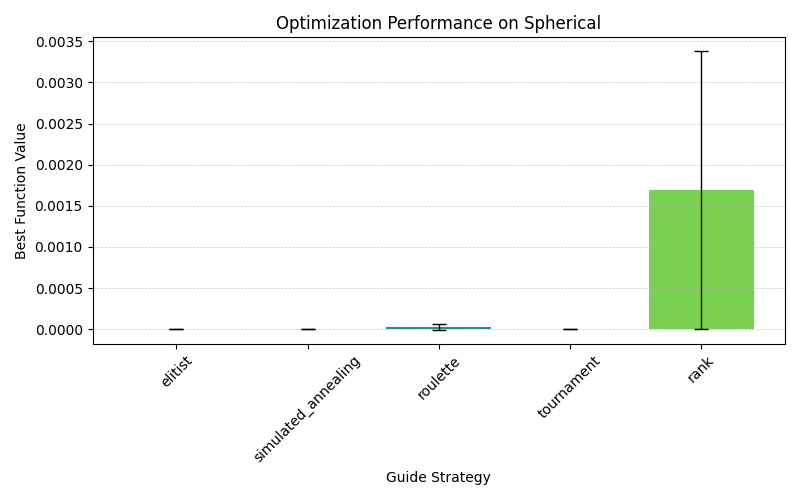 Optimization Performance on Spherical
Best Function Value
0.0035
0.0030
0.0025
0.0020
0.0015
0.0010
0.0005
0.0000
elitist
simulated_annealing
roulette
tournament
rank
Guide Strategy